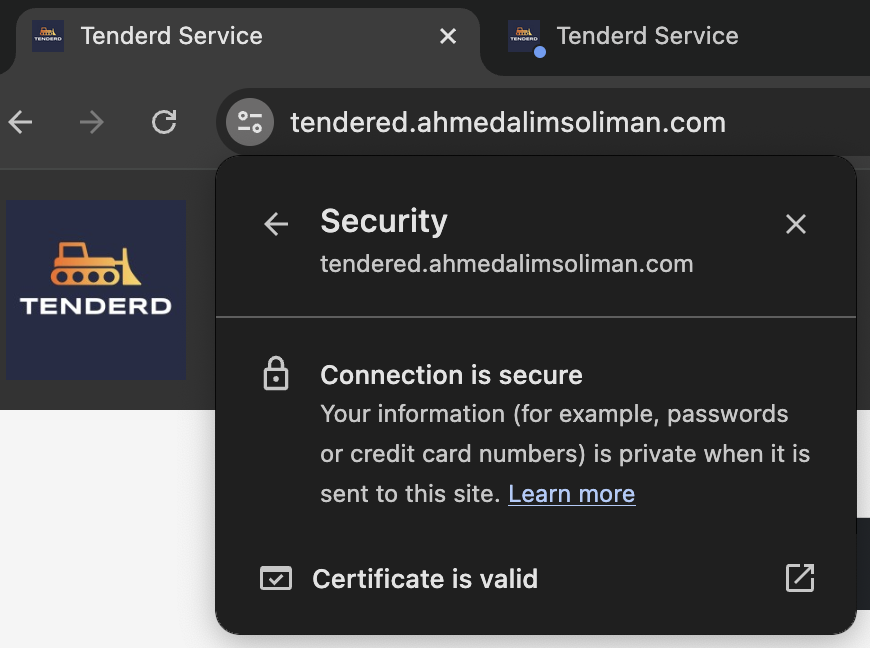 Tenderd Service
Tenderd Service
tendered.ahmedalimsoliman.com
TENDERD
Security
tendered.ahmedalimsoliman.com
Connection is secure
Your information (for example, passwords
or credit card numbers) is private when it is
sent to this site. Learn more
Certificate is valid